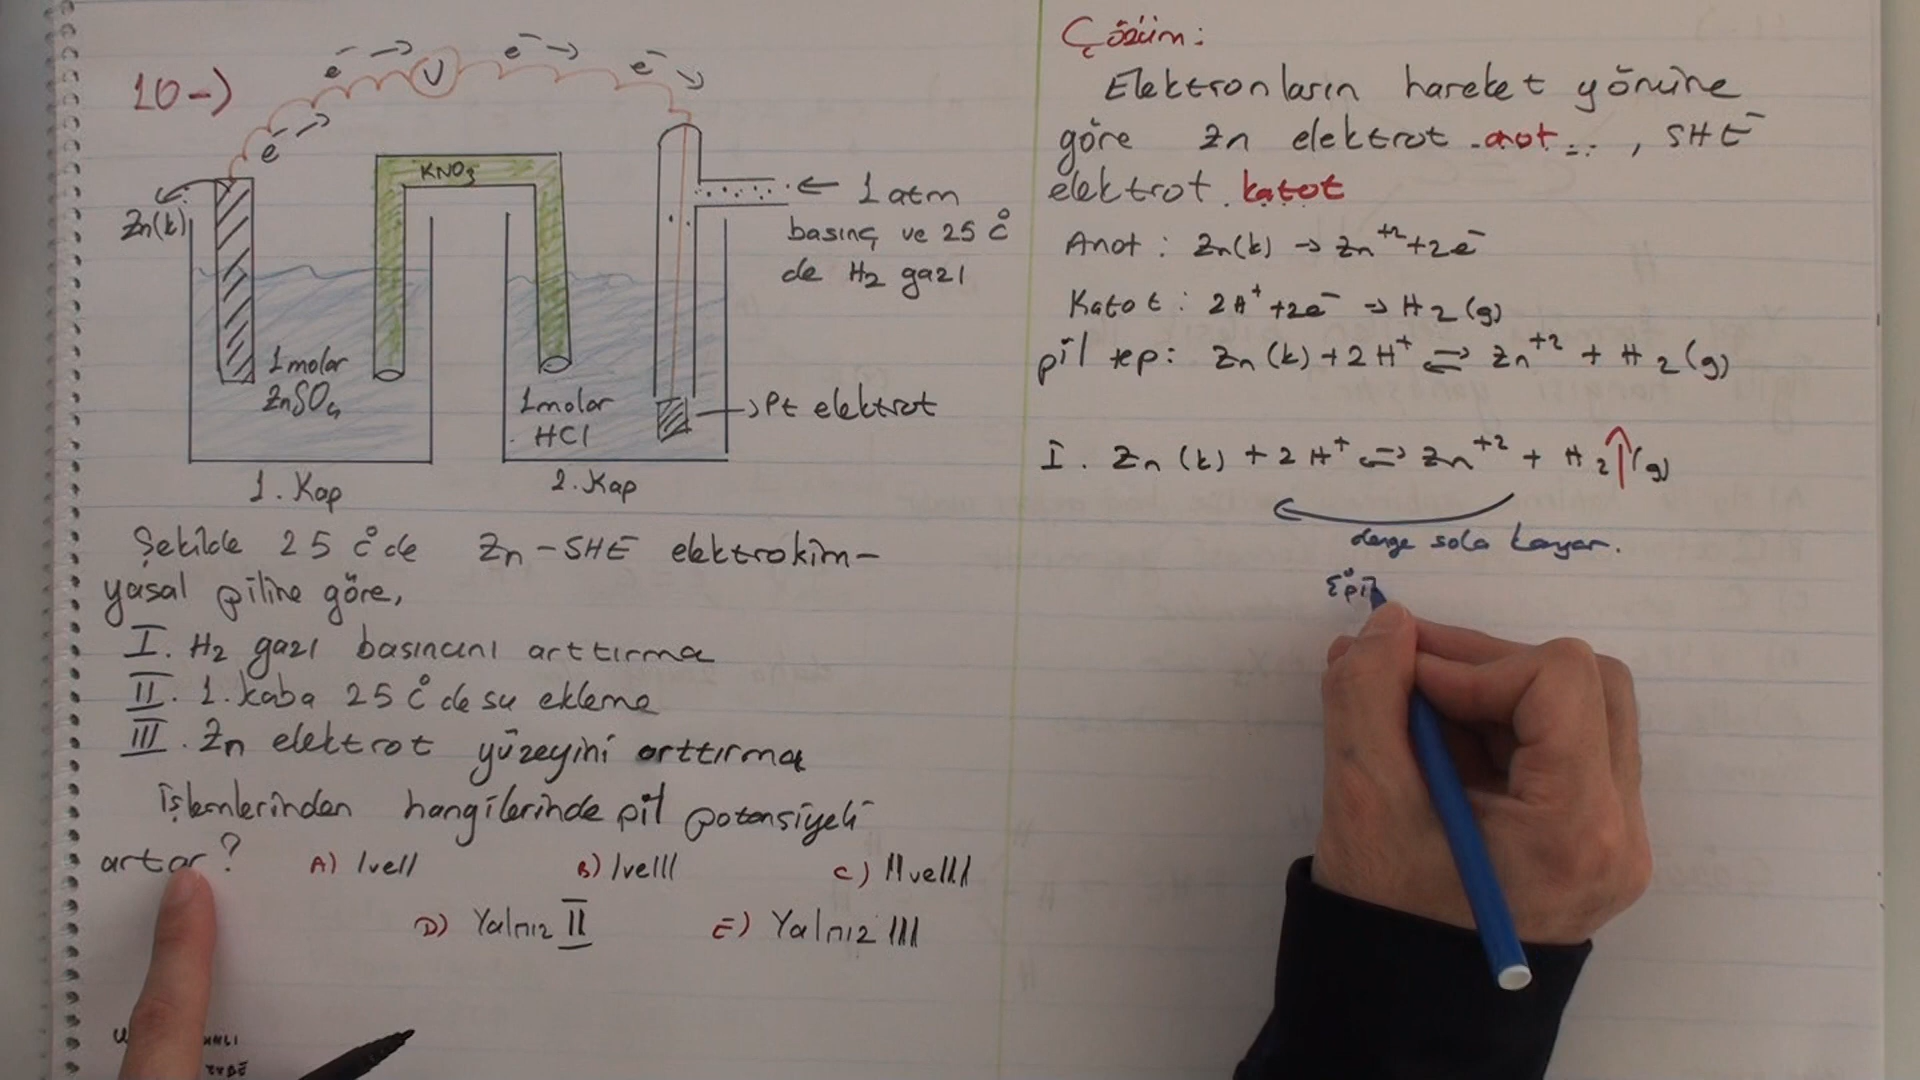 10-)
e⁻ → e⁻ → V e⁻ → e⁻ →
Zn(k)
KNO₃
← 1 atm
basınç ve 25 C°
de H₂ gazı
1 molar
ZnSO₄
1 molar
HCl
→ Pt elektrot
1. Kap
2. Kap
Şekilde 25 C° de Zn-SHE elektrokim-
yasal piline göre,
I. H₂ gazı basıncını arttırma
II. 1. kaba 25 C° de su ekleme
III. Zn elektrot yüzeyini arttırma
işlemlerinden hangilerinde pil potansiyeli
artar?
A) I ve II B) I ve III C) II ve III
D) Yalnız II E) Yalnız III
Çözüm:
Elektronların hareket yönüne
göre Zn elektrot .anot..., SHE
elektrot .katot
Anot: Zn(k) → Zn⁺² + 2e⁻
Katot: 2H⁺ + 2e⁻ → H₂(g)
pil tep: Zn(k) + 2H⁺ ⇌ Zn⁺² + H₂(g)
I. Zn(k) + 2H⁺ ⇌ Zn⁺² + H₂↑(g)
denge sola kayar.